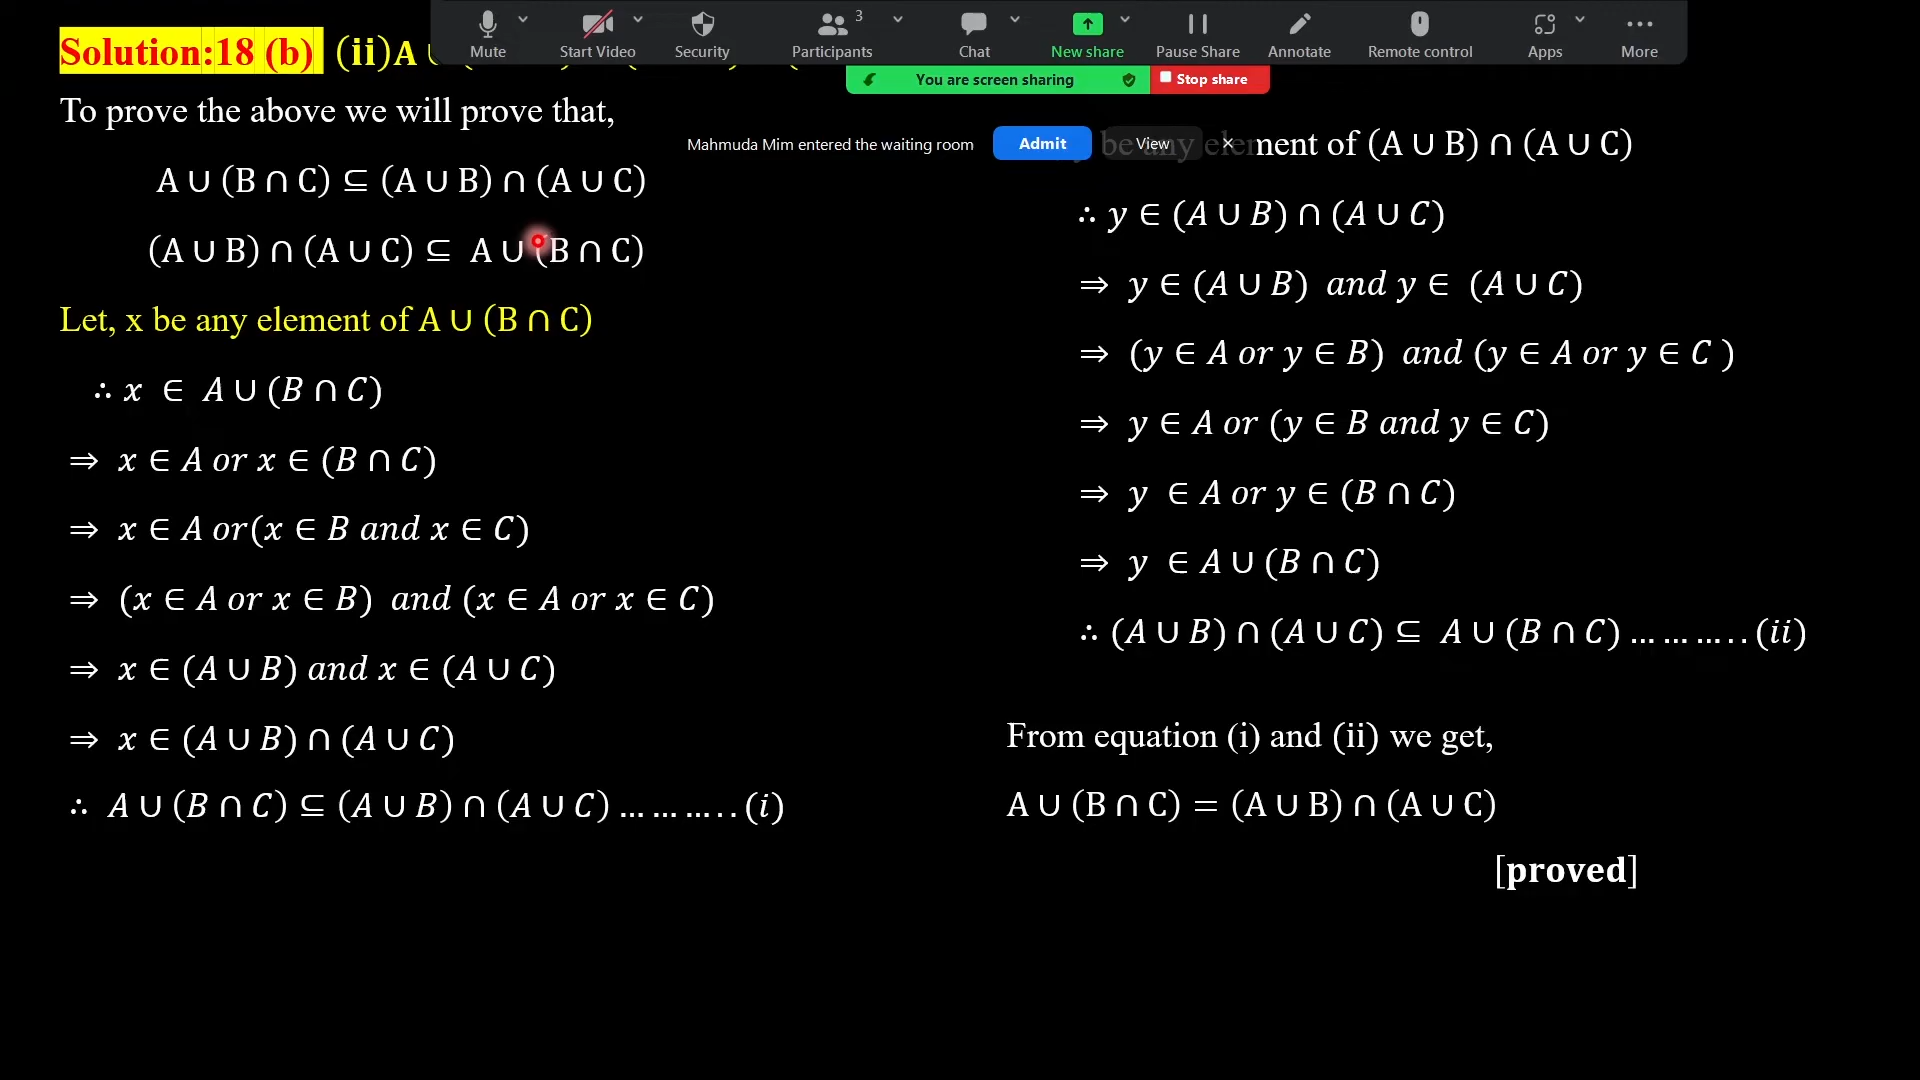 Mute
Start Video
Security
Participants
3
Chat
New share
Pause Share
Annotate
Remote control
Apps
More
You are screen sharing
Stop share
Mahmuda Mim entered the waiting room
Admit
View
Solution:18 (b) (ii)A ∪
To prove the above we will prove that,
A ∪ (B ∩ C) ⊆ (A ∪ B) ∩ (A ∪ C)
(A ∪ B) ∩ (A ∪ C) ⊆ A ∪ (B ∩ C)
Let, x be any element of A ∪ (B ∩ C)
∴ x ∈ A ∪ (B ∩ C)
⇒ x ∈ A or x ∈ (B ∩ C)
⇒ x ∈ A or(x ∈ B and x ∈ C)
⇒ (x ∈ A or x ∈ B) and (x ∈ A or x ∈ C)
⇒ x ∈ (A ∪ B) and x ∈ (A ∪ C)
⇒ x ∈ (A ∪ B) ∩ (A ∪ C)
∴ A ∪ (B ∩ C) ⊆ (A ∪ B) ∩ (A ∪ C) … … … . . (i)
be any element of (A ∪ B) ∩ (A ∪ C)
∴ y ∈ (A ∪ B) ∩ (A ∪ C)
⇒ y ∈ (A ∪ B) and y ∈ (A ∪ C)
⇒ (y ∈ A or y ∈ B) and (y ∈ A or y ∈ C )
⇒ y ∈ A or (y ∈ B and y ∈ C)
⇒ y ∈ A or y ∈ (B ∩ C)
⇒ y ∈ A ∪ (B ∩ C)
∴ (A ∪ B) ∩ (A ∪ C) ⊆ A ∪ (B ∩ C) … … … . . (ii)
From equation (i) and (ii) we get,
A ∪ (B ∩ C) = (A ∪ B) ∩ (A ∪ C)
[proved]